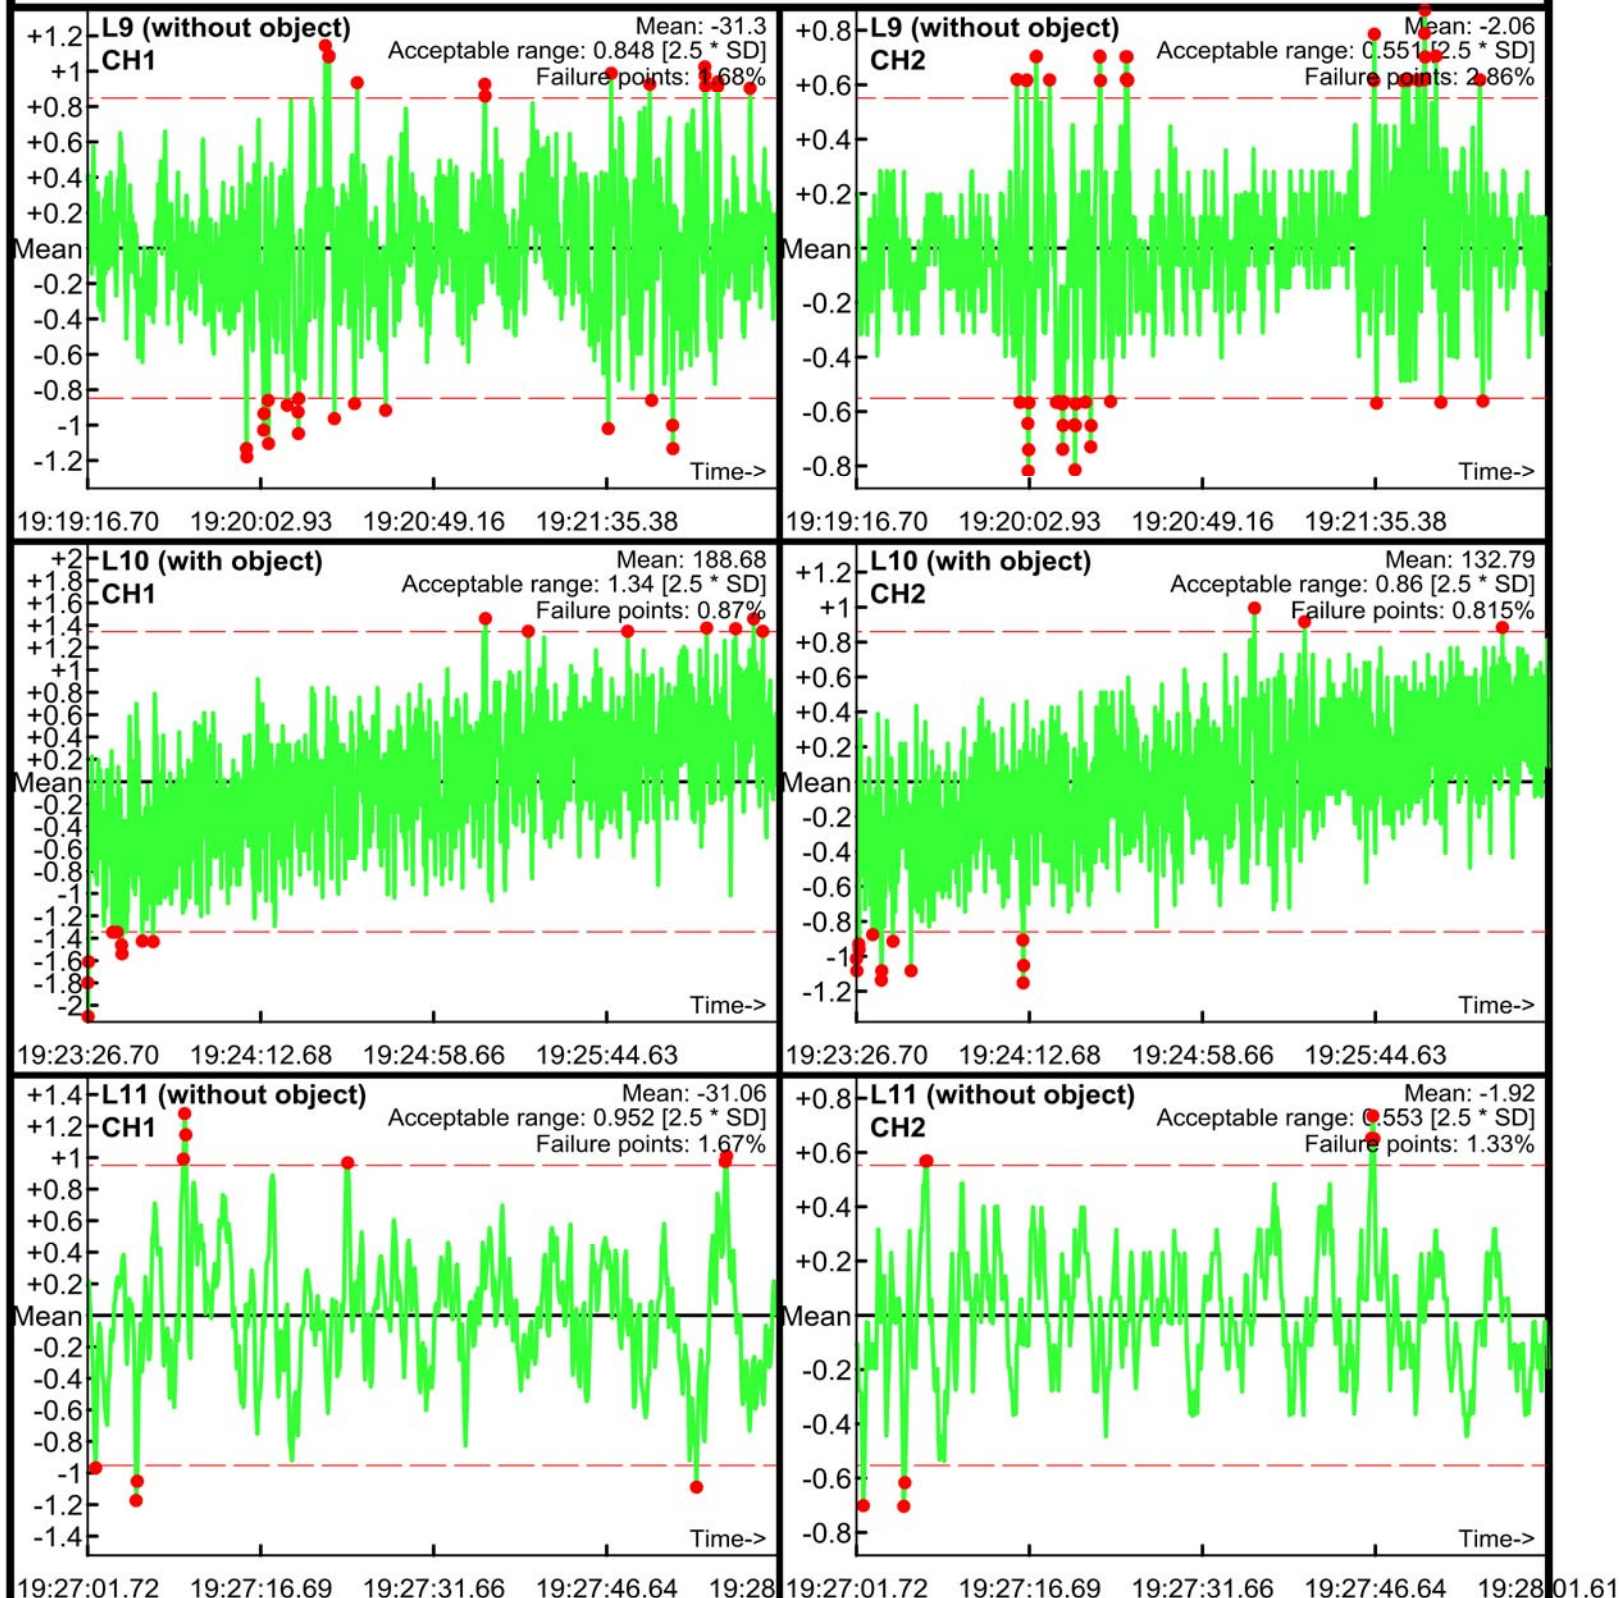 L9 (without object)
Mean: -31.3
CH1
Acceptable range: 0.848 [2.5 * SD]
Failure points: 1.68%
+1.2
+1
+0.8
+0.6
+0.4
+0.2
Mean
-0.2
-0.4
-0.6
-0.8
-1
-1.2
Time->
19:19:16.70 19:20:02.93 19:20:49.16 19:21:35.38
L9 (without object)
Mean: -2.06
CH2
Acceptable range: 0.551 [2.5 * SD]
Failure points: 2.86%
+0.8
+0.6
+0.4
+0.2
Mean
-0.2
-0.4
-0.6
-0.8
Time->
19:19:16.70 19:20:02.93 19:20:49.16 19:21:35.38
L10 (with object)
Mean: 188.68
CH1
Acceptable range: 1.34 [2.5 * SD]
Failure points: 0.87%
+2
+1.8
+1.6
+1.4
+1.2
+1
+0.8
+0.6
+0.4
+0.2
Mean
-0.2
-0.4
-0.6
-0.8
-1
-1.2
-1.4
-1.6
-1.8
-2
Time->
19:23:26.70 19:24:12.68 19:24:58.66 19:25:44.63
L10 (with object)
Mean: 132.79
CH2
Acceptable range: 0.86 [2.5 * SD]
Failure points: 0.815%
+1.2
+1
+0.8
+0.6
+0.4
+0.2
Mean
-0.2
-0.4
-0.6
-0.8
-1
-1.2
Time->
19:23:26.70 19:24:12.68 19:24:58.66 19:25:44.63
L11 (without object)
Mean: -31.06
CH1
Acceptable range: 0.952 [2.5 * SD]
Failure points: 1.67%
+1.4
+1.2
+1
+0.8
+0.6
+0.4
+0.2
Mean
-0.2
-0.4
-0.6
-0.8
-1
-1.2
-1.4
Time->
19:27:01.72 19:27:16.69 19:27:31.66 19:27:46.64 19:28
L11 (without object)
Mean: -1.92
CH2
Acceptable range: 0.553 [2.5 * SD]
Failure points: 1.33%
+0.8
+0.6
+0.4
+0.2
Mean
-0.2
-0.4
-0.6
-0.8
Time->
19:27:01.72 19:27:16.69 19:27:31.66 19:27:46.64 19:28:01.61